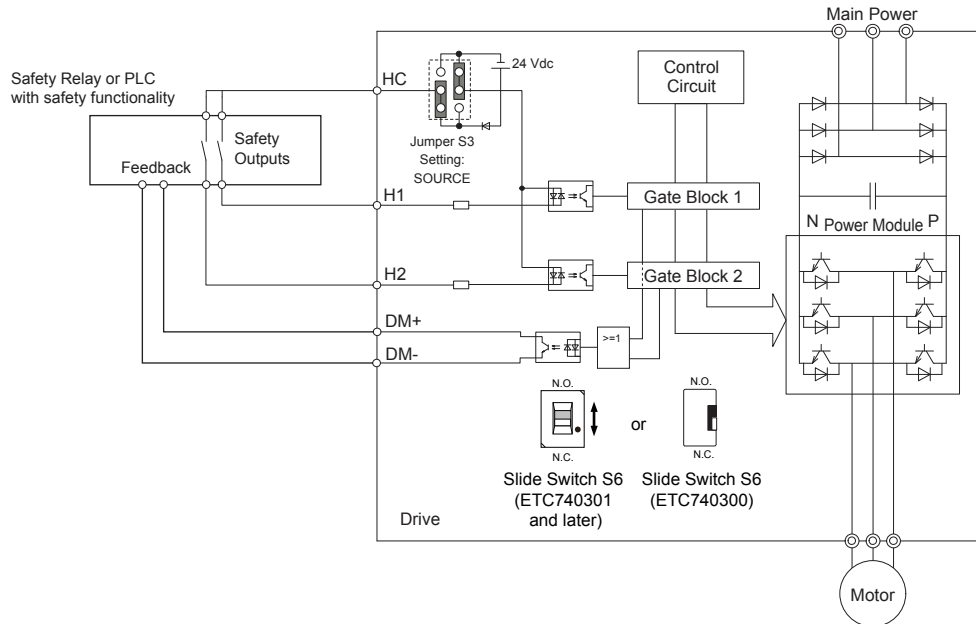 Main Power
Safety Relay or PLC
with safety functionality
HC
24 Vdc
Control
Circuit
Jumper S3
Setting:
SOURCE
Safety
Outputs
Feedback
H1
Gate Block 1
N Power Module P
H2
Gate Block 2
DM+
DM-
>=1
N.O.
N.C.
or
N.O.
N.C.
Slide Switch S6
(ETC740301
and later)
Slide Switch S6
(ETC740300)
Drive
Motor